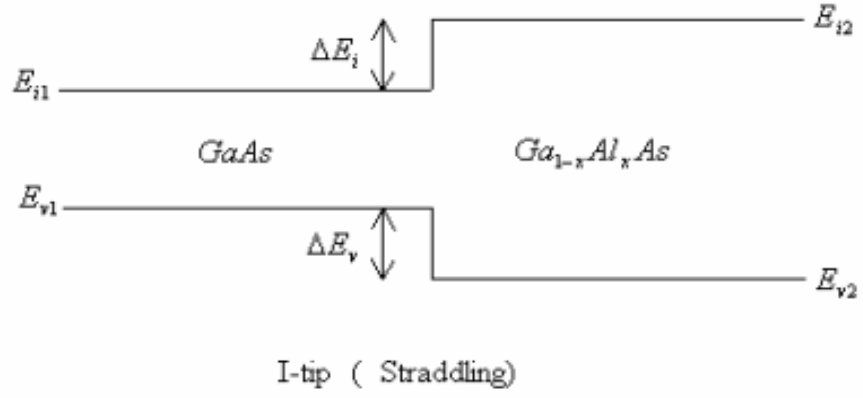 E_{i2}
ΔE_i
E_{i1}
GaAs Ga_{1-x}Al_xAs
E_{v1}
ΔE_v
E_{v2}
I-tip ( Straddling)